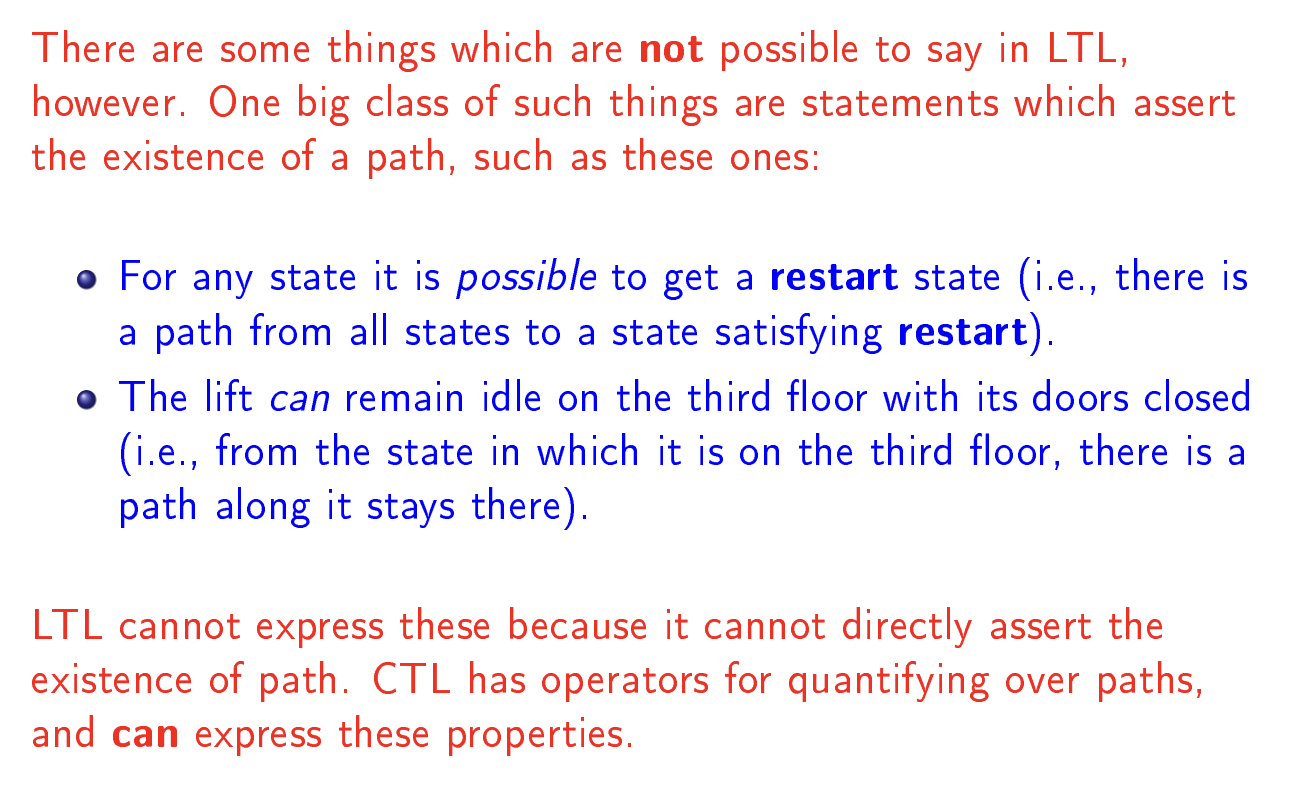 There are some things which are not possible to say in LTL,
however. One big class of such things are statements which assert
the existence of a path, such as these ones:
For any state it is possible to get a restart state (i.e., there is
a path from all states to a state satisfying restart).
The lift can remain idle on the third floor with its doors closed
(i.e., from the state in which it is on the third floor, there is a
path along it stays there).
LTL cannot express these because it cannot directly assert the
existence of path. CTL has operators for quantifying over paths,
and can express these properties.